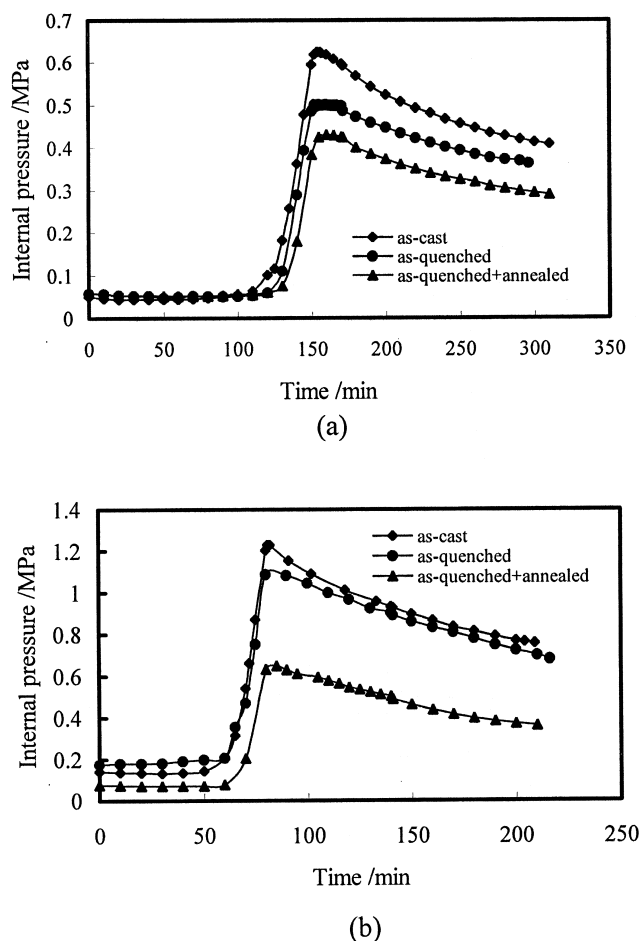 0.7
0.6
0.5
0.4
0.3
0.2
0.1
0
Internal pressure /MPa
as-cast
as-quenched
as-quenched+annealed
0 50 100 150 200 250 300 350
Time /min
(a)
1.4
1.2
1
0.8
0.6
0.4
0.2
0
Internal pressure /MPa
as-cast
as-quenched
as-quenched+annealed
0 50 100 150 200 250
Time /min
(b)